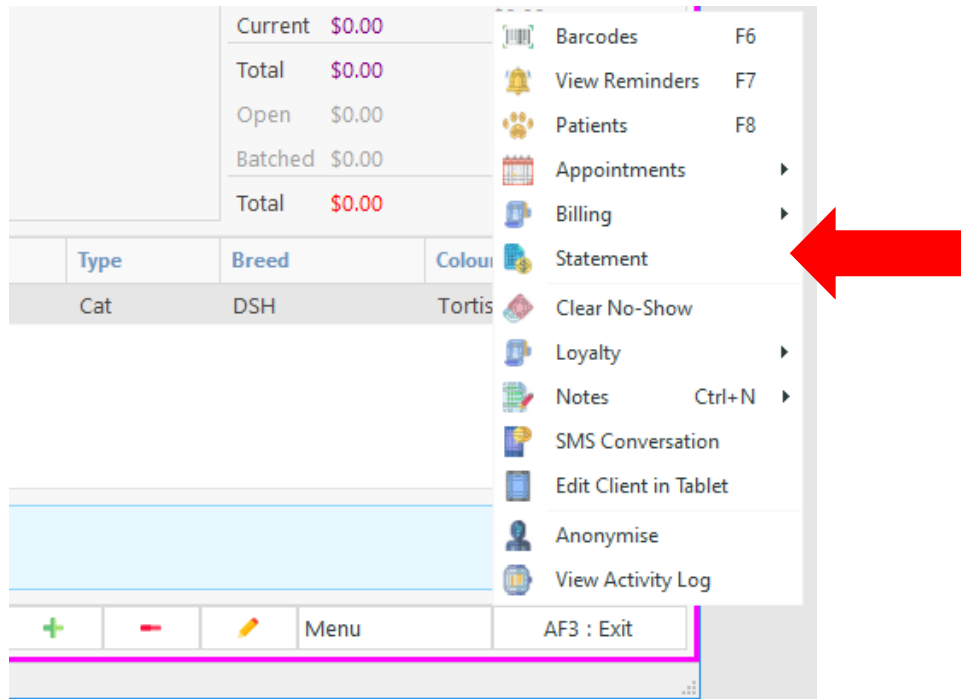 Current $0.00
Total $0.00
Open $0.00
Batched $0.00
Total $0.00
Type Breed
Cat DSH
Barcodes F6
View Reminders F7
Patients F8
Appointments
Billing
Statement
Clear No-Show
Loyalty
Notes Ctrl+N
SMS Conversation
Edit Client in Tablet
Anonymise
View Activity Log
Menu AF3 : Exit